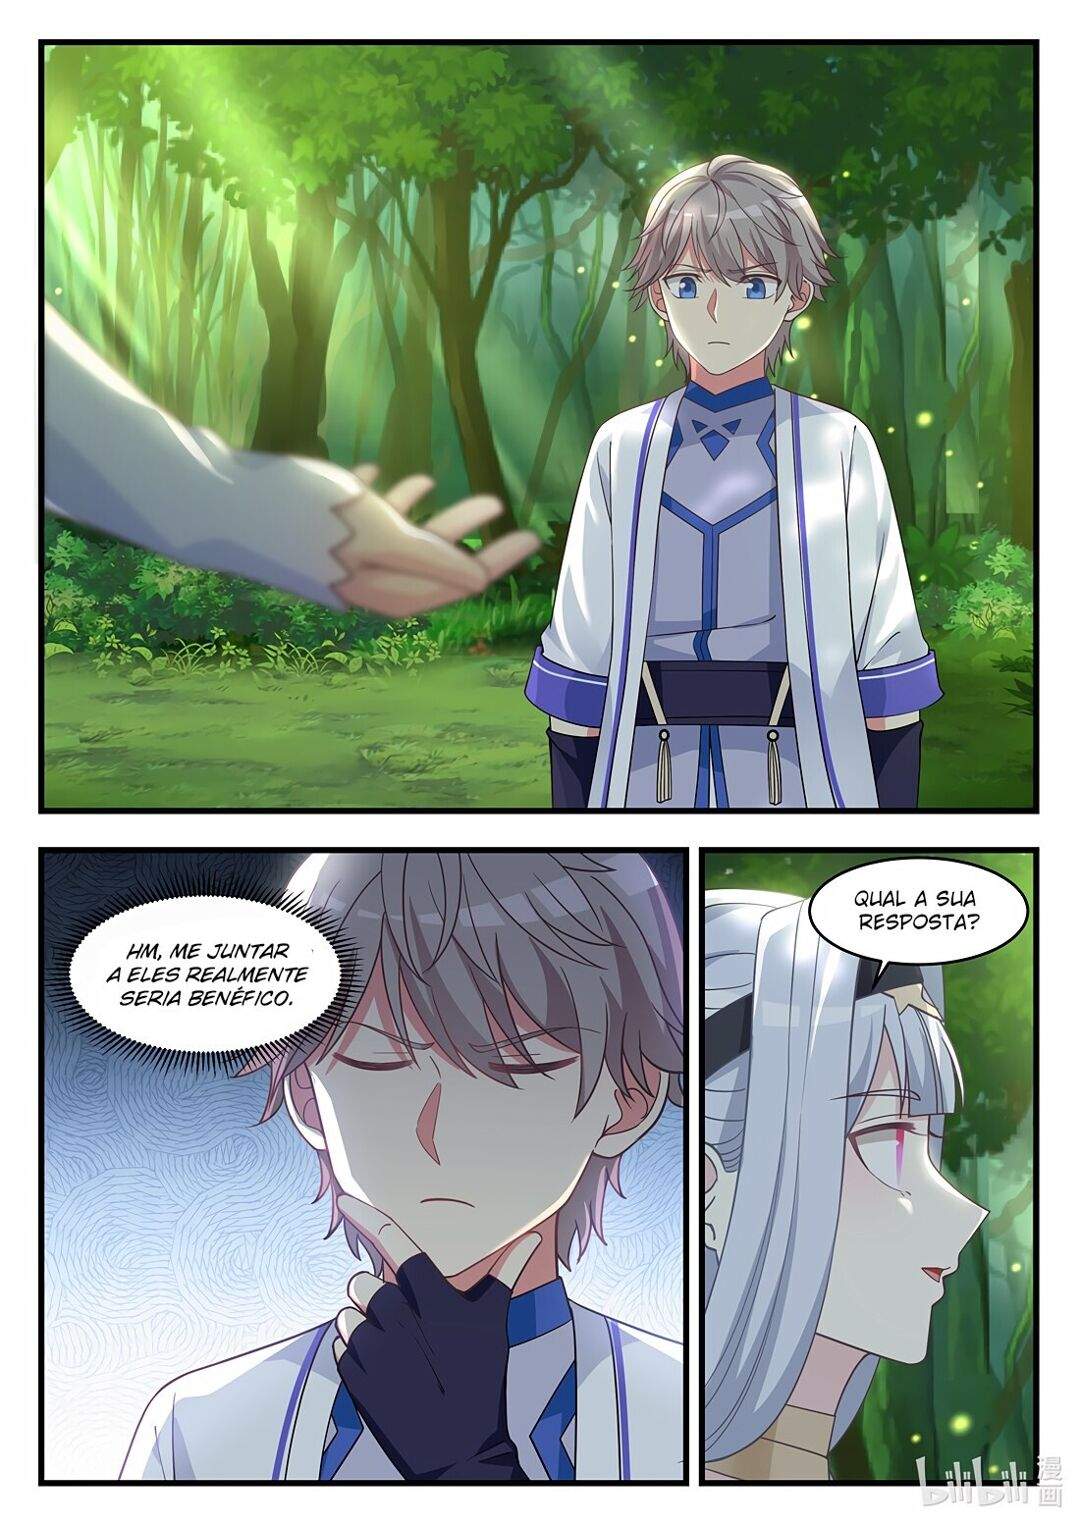 HM, ME JUNTAR
A ELES REALMENTE
SERIA BENÉFICO.
QUAL A SUA
RESPOSTA?
bilibili 漫画